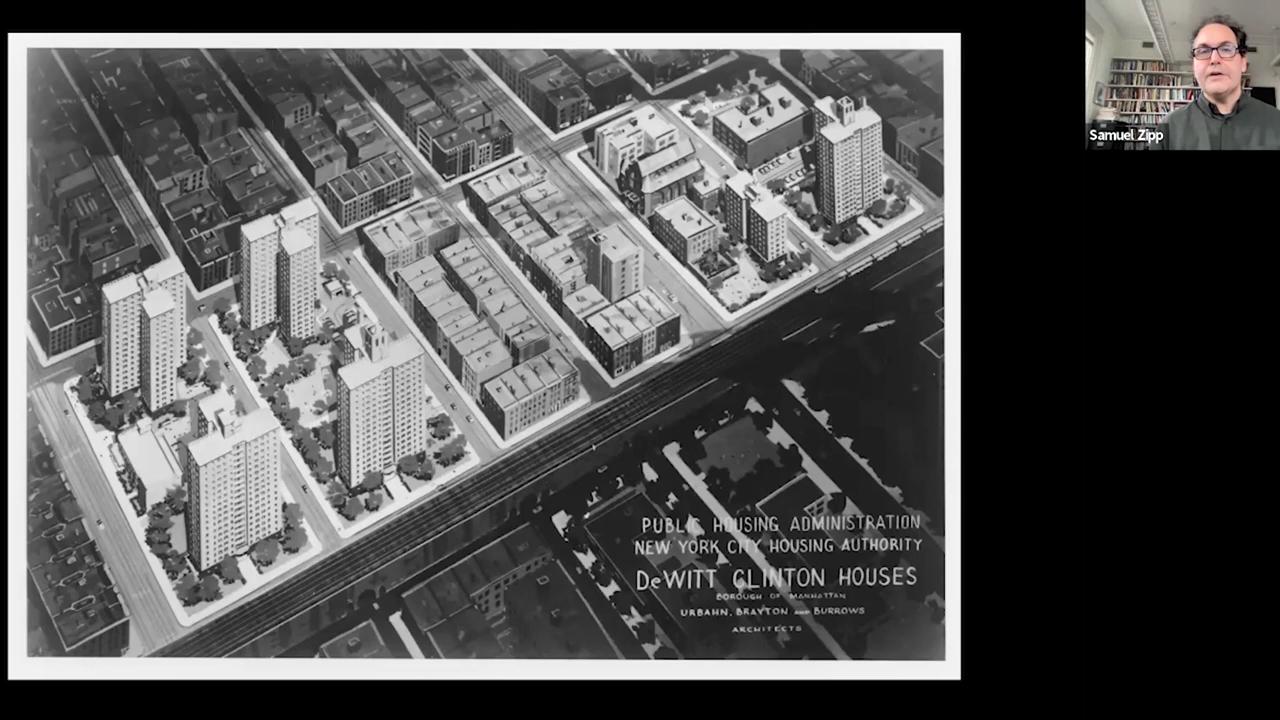 Samuel Zipp
PUBLIC HOUSING ADMINISTRATION
NEW YORK CITY HOUSING AUTHORITY
DeWITT CLINTON HOUSES
BOROUGH OF MANHATTAN
URBAHN, BRAYTON AND BURROWS
ARCHITECTS